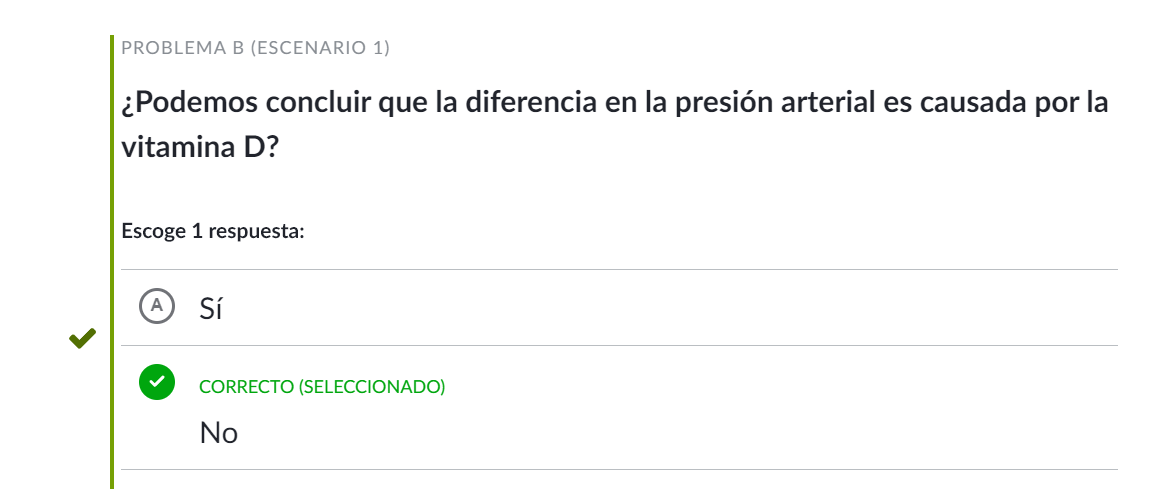 PROBLEMA B (ESCENARIO 1)
¿Podemos concluir que la diferencia en la presión arterial es causada por la
vitamina D?
Escoge 1 respuesta:
A Sí
CORRECTO (SELECCIONADO)
No